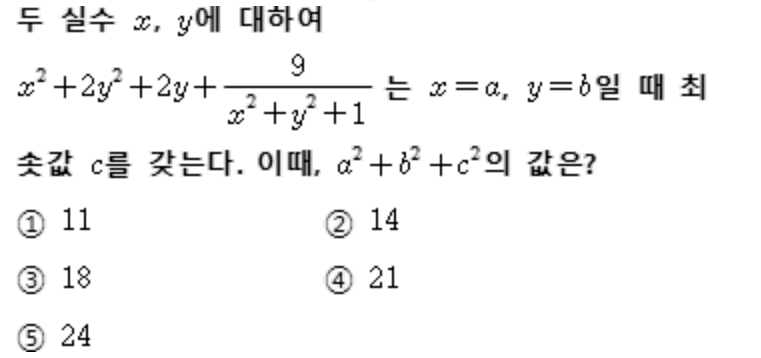 두 실수 x, y에 대하여
x²+2y²+2y+9/(x²+y²+1) 는 x=a, y=b일 때 최
솟값 c를 갖는다. 이때, a²+b²+c²의 값은?
① 11 ② 14
③ 18 ④ 21
⑤ 24